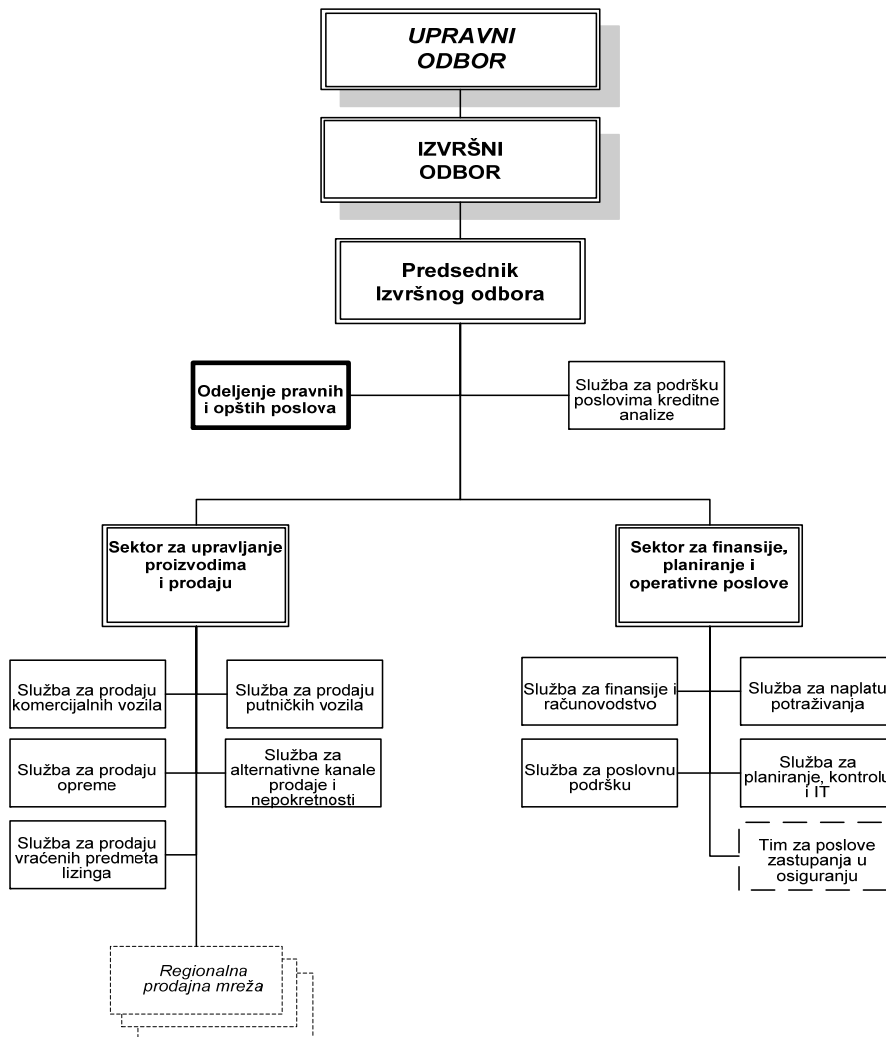 UPRAVNI
ODBOR
IZVRŠNI
ODBOR
Predsednik
Izvršnog odbora
Odeljenje pravnih
i opštih poslova
Služba za podršku
poslovima kreditne
analize
Sektor za upravljanje
proizvodima
i prodaju
Sektor za finansije,
planiranje i
operativne poslove
Služba za prodaju
komercijalnih vozila
Služba za prodaju
putničkih vozila
Služba za finansije i
računovodstvo
Služba za naplatu
potraživanja
Služba za prodaju
opreme
Služba za
alternativne kanale
prodaje i
nepokretnosti
Služba za poslovnu
podršku
Služba za
planiranje, kontrolu
i IT
Služba za prodaju
vraćenih predmeta
lizinga
Tim za poslove
zastupanja u
osiguranju
Regionalna
prodajna mreža